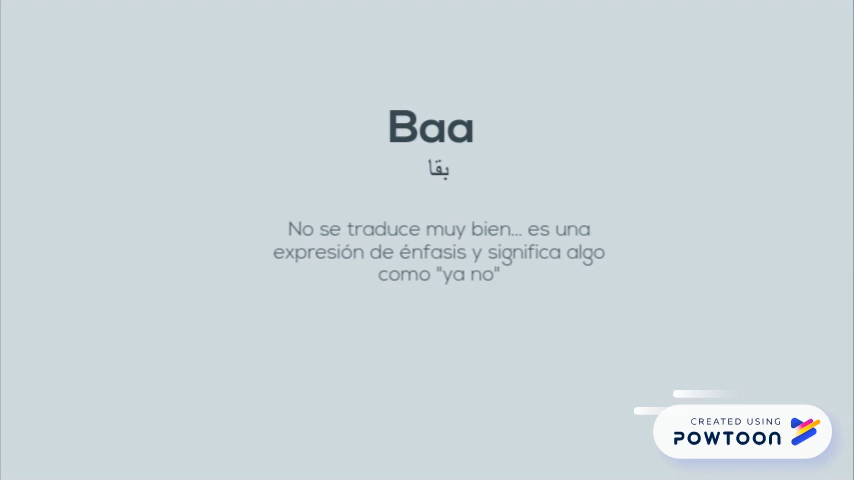 Baa
بقا
No se traduce muy bien... es una
expresión de énfasis y significa algo
como "ya no"
CREATED USING
POWTOON